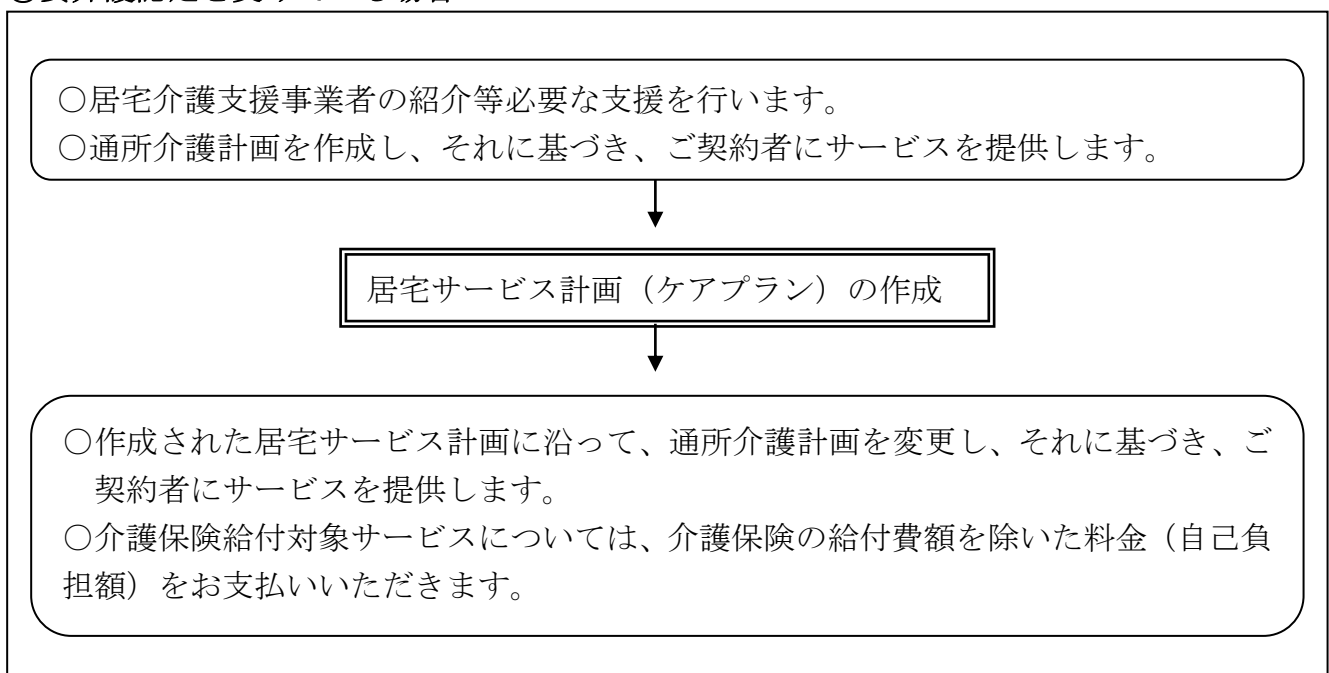 ○居宅介護支援事業者の紹介等必要な支援を行います。
○通所介護計画を作成し、それに基づき、ご契約者にサービスを提供します。
居宅サービス計画（ケアプラン）の作成
○作成された居宅サービス計画に沿って、通所介護計画を変更し、それに基づき、ご
契約者にサービスを提供します。
○介護保険給付対象サービスについては、介護保険の給付費額を除いた料金（自己負
担額）をお支払いいただきます。